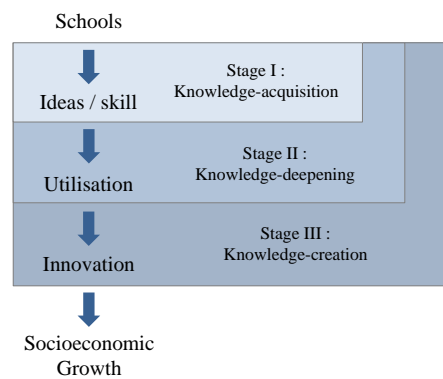 Schools
Stage I :
Knowledge-acquisition
Ideas / skill
Stage II :
Knowledge-deepening
Utilisation
Stage III :
Knowledge-creation
Innovation
Socioeconomic
Growth